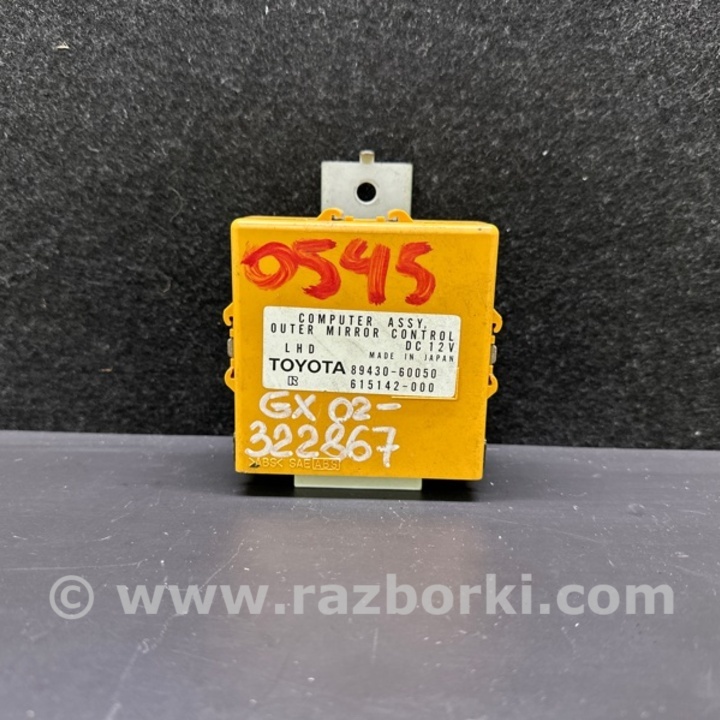 0545
COMPUTER ASSY,
OUTER MIRROR CONTROL
LHD DC 12V
MADE IN JAPAN
TOYOTA 89430-60050
615142-000
GX 02-
322867
>ABS< SAE ABS
© www.razborki.com